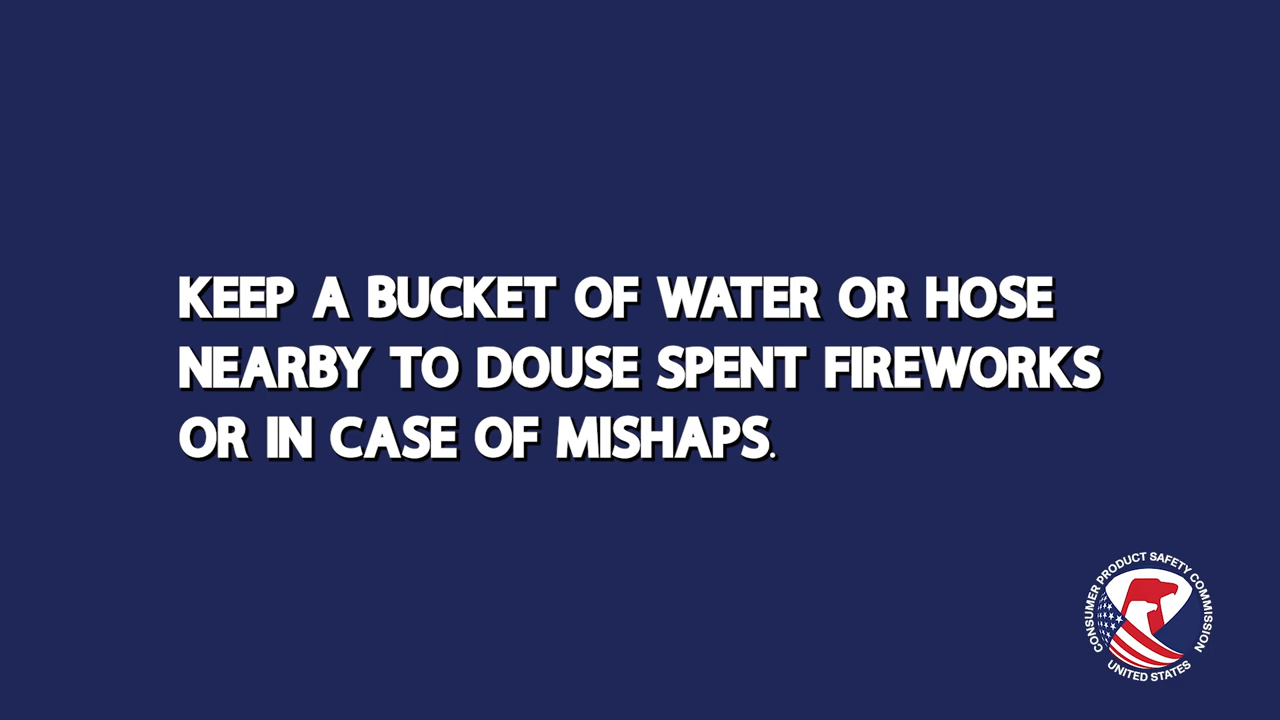 KEEP A BUCKET OF WATER OR HOSE
NEARBY TO DOUSE SPENT FIREWORKS
OR IN CASE OF MISHAPS.
CONSUMER PRODUCT SAFETY COMMISSION
UNITED STATES